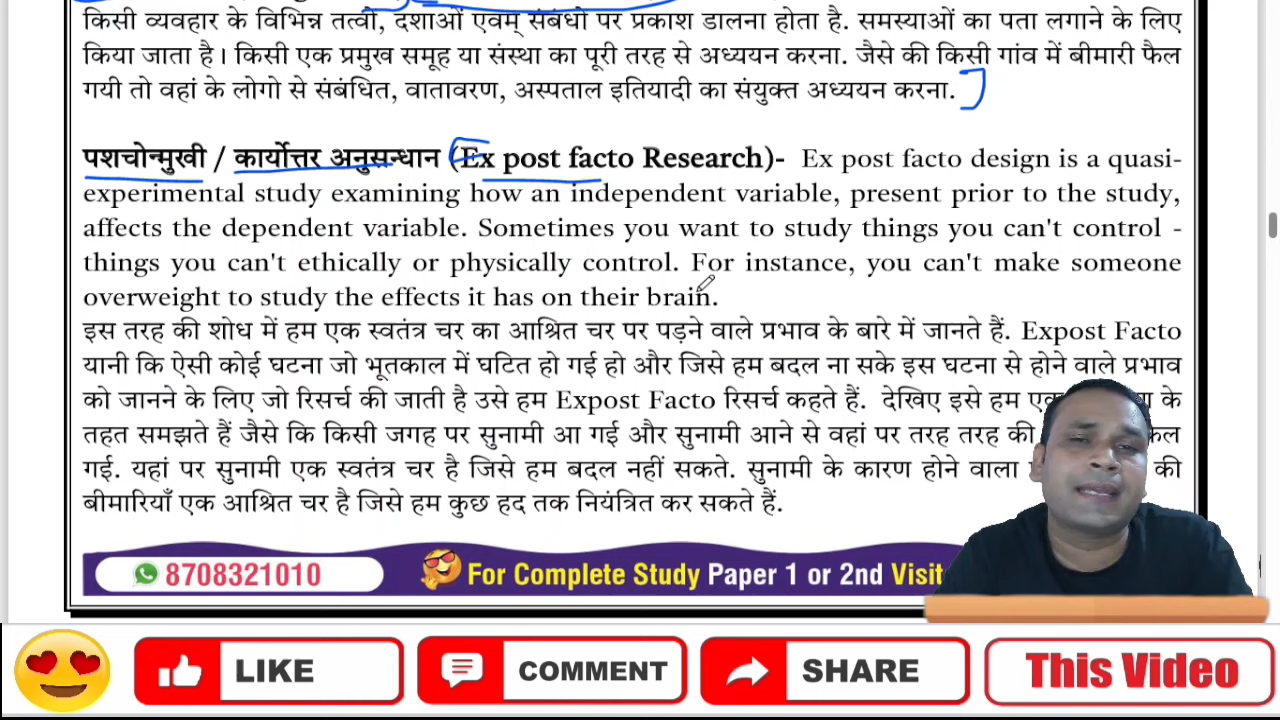 किसी व्यवहार के विभिन्न तत्वों, दशाओं एवम् संबंधों पर प्रकाश डालना होता है. समस्याओं का पता लगाने के लिए
किया जाता है। किसी एक प्रमुख समूह या संस्था का पूरी तरह से अध्ययन करना. जैसे की किसी गांव में बीमारी फैल
गयी तो वहां के लोगो से संबंधित, वातावरण, अस्पताल इतियादी का संयुक्त अध्ययन करना.
पशचोन्मुखी / कार्योत्तर अनुसन्धान (Ex post facto Research)- Ex post facto design is a quasi-
experimental study examining how an independent variable, present prior to the study,
affects the dependent variable. Sometimes you want to study things you can't control -
things you can't ethically or physically control. For instance, you can't make someone
overweight to study the effects it has on their brain.
इस तरह की शोध में हम एक स्वतंत्र चर का आश्रित चर पर पड़ने वाले प्रभाव के बारे में जानते हैं. Expost Facto
यानी कि ऐसी कोई घटना जो भूतकाल में घटित हो गई हो और जिसे हम बदल ना सके इस घटना से होने वाले प्रभाव
को जानने के लिए जो रिसर्च की जाती है उसे हम Expost Facto रिसर्च कहते हैं. देखिए इसे हम के
तहत समझते हैं जैसे कि किसी जगह पर सुनामी आ गई और सुनामी आने से वहां पर तरह तरह की
गई. यहां पर सुनामी एक स्वतंत्र चर है जिसे हम बदल नहीं सकते. सुनामी के कारण होने वाला की
बीमारियाँ एक आश्रित चर है जिसे हम कुछ हद तक नियंत्रित कर सकते हैं.
8708321010 For Complete Study Paper 1 or 2nd Visit
LIKE COMMENT SHARE This Video